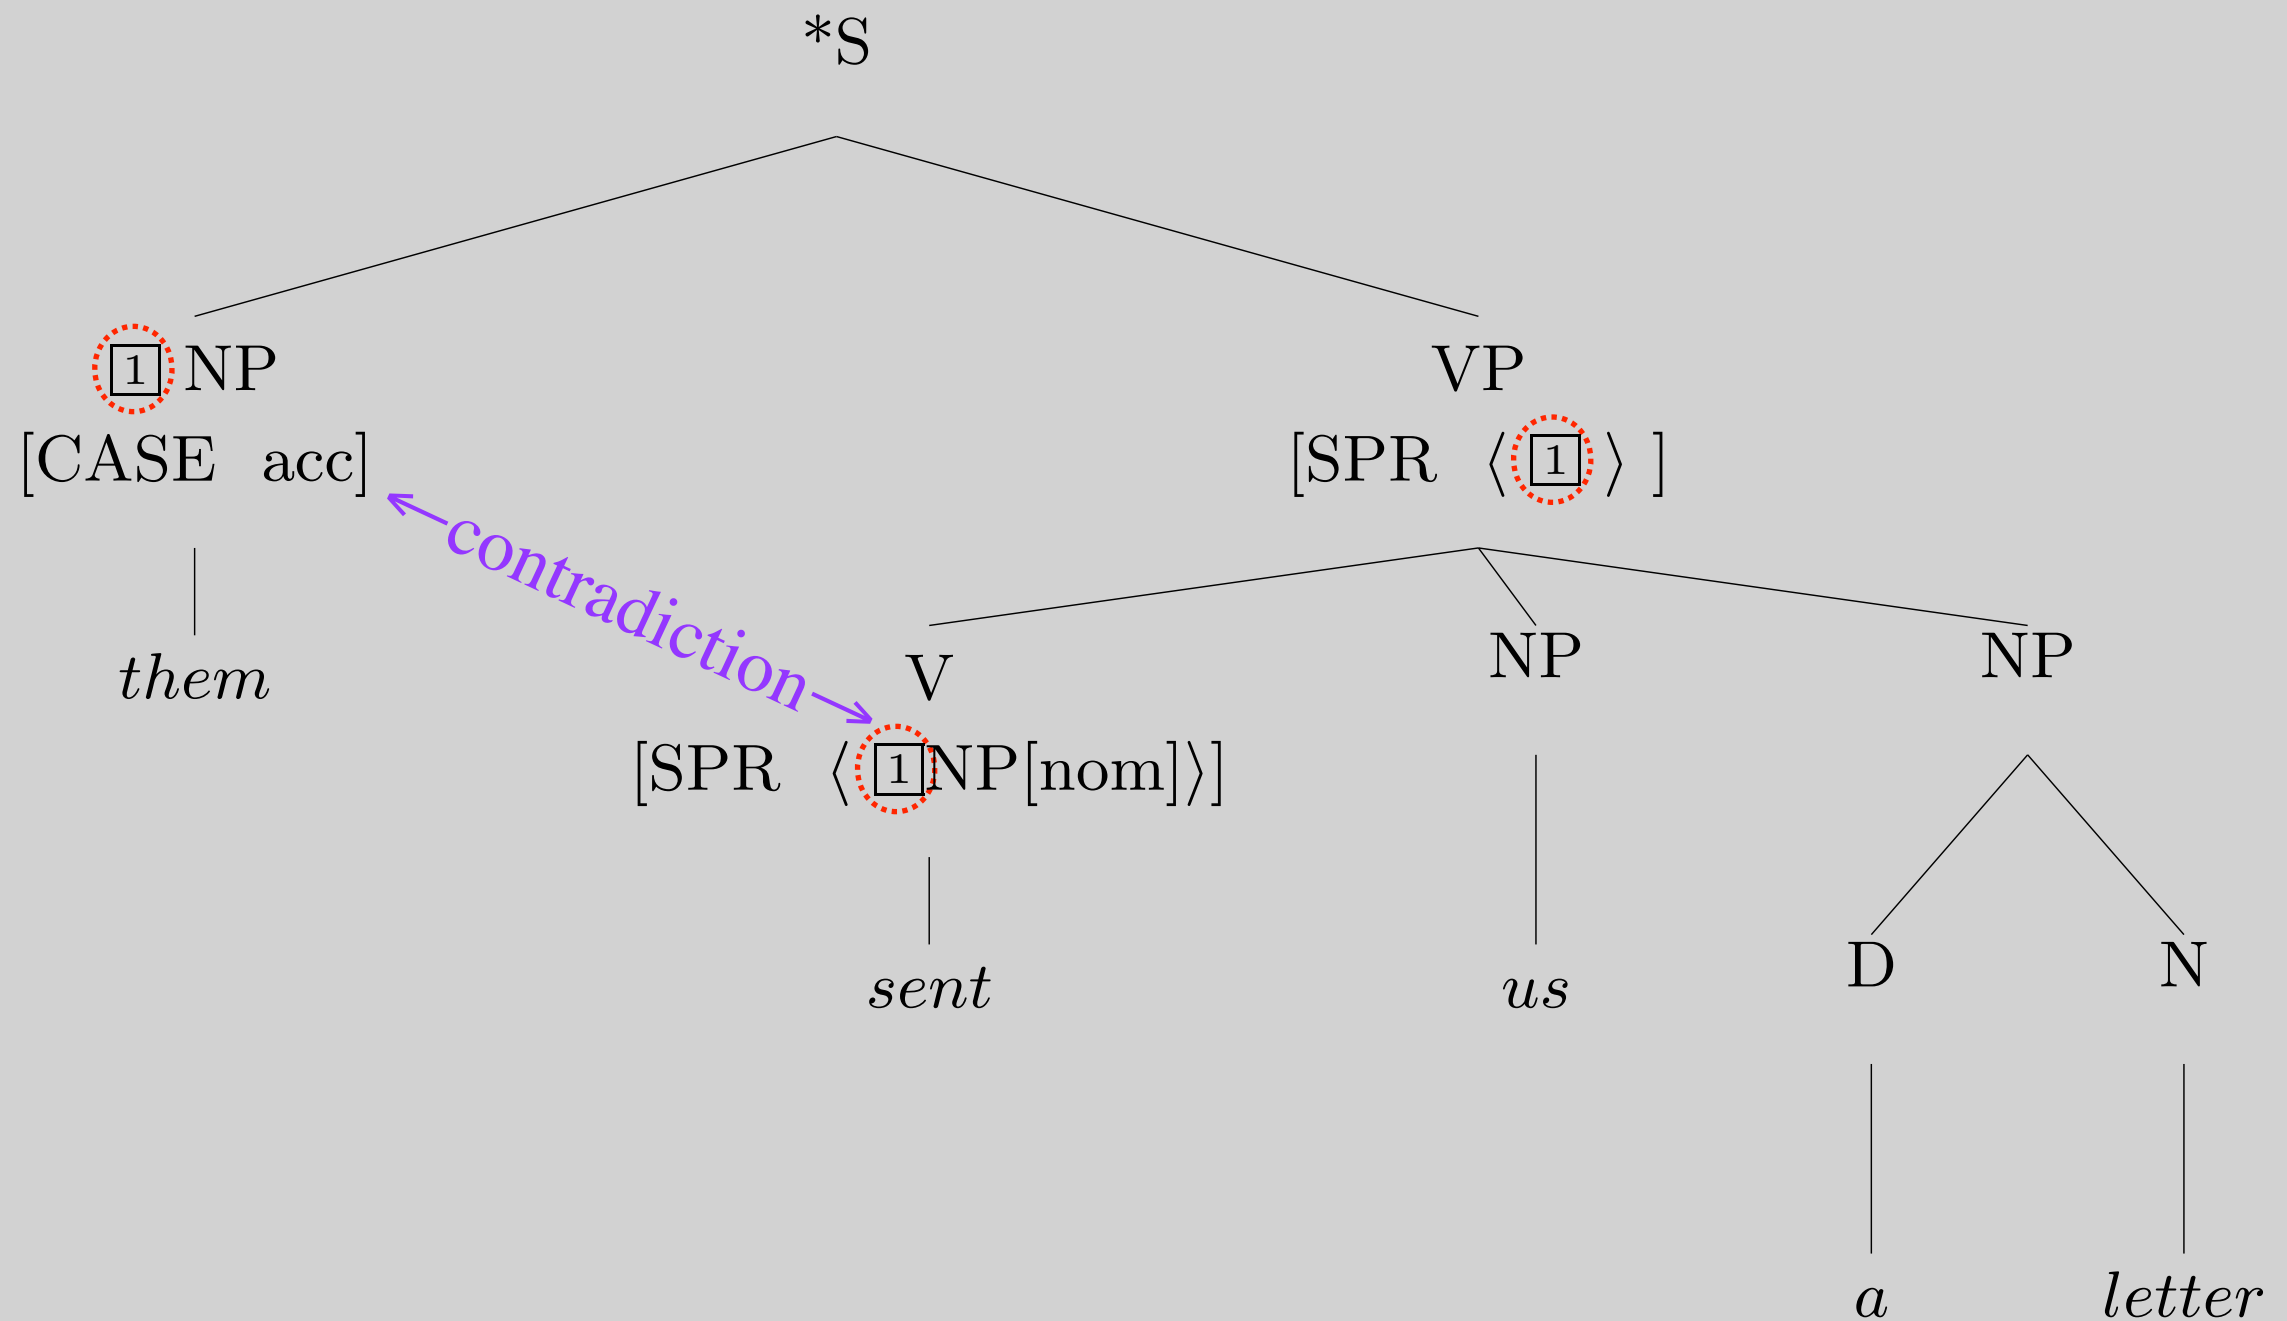 *S
1 NP
VP
[CASE acc]
[SPR ⟨ 1 ⟩ ]
contradiction
V
NP
NP
them
[SPR ⟨ 1 NP[nom]⟩]
sent
us
D
N
a
letter